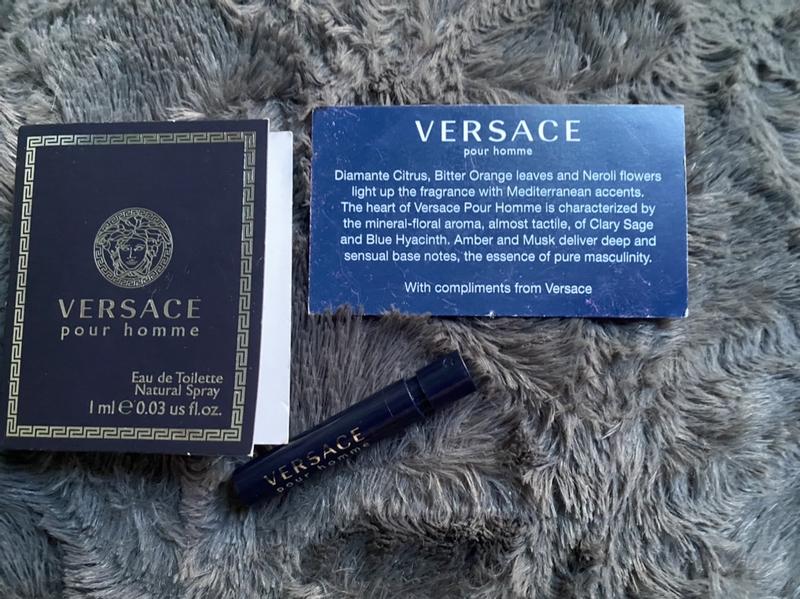 VERSACE
pour homme
Eau de Toilette
Natural Spray
1 ml ℮ 0.03 us fl.oz.
VERSACE
pour homme
Diamante Citrus, Bitter Orange leaves and Neroli flowers
light up the fragrance with Mediterranean accents.
The heart of Versace Pour Homme is characterized by
the mineral-floral aroma, almost tactile, of Clary Sage
and Blue Hyacinth. Amber and Musk deliver deep and
sensual base notes, the essence of pure masculinity.
With compliments from Versace
VERSACE
pour homme